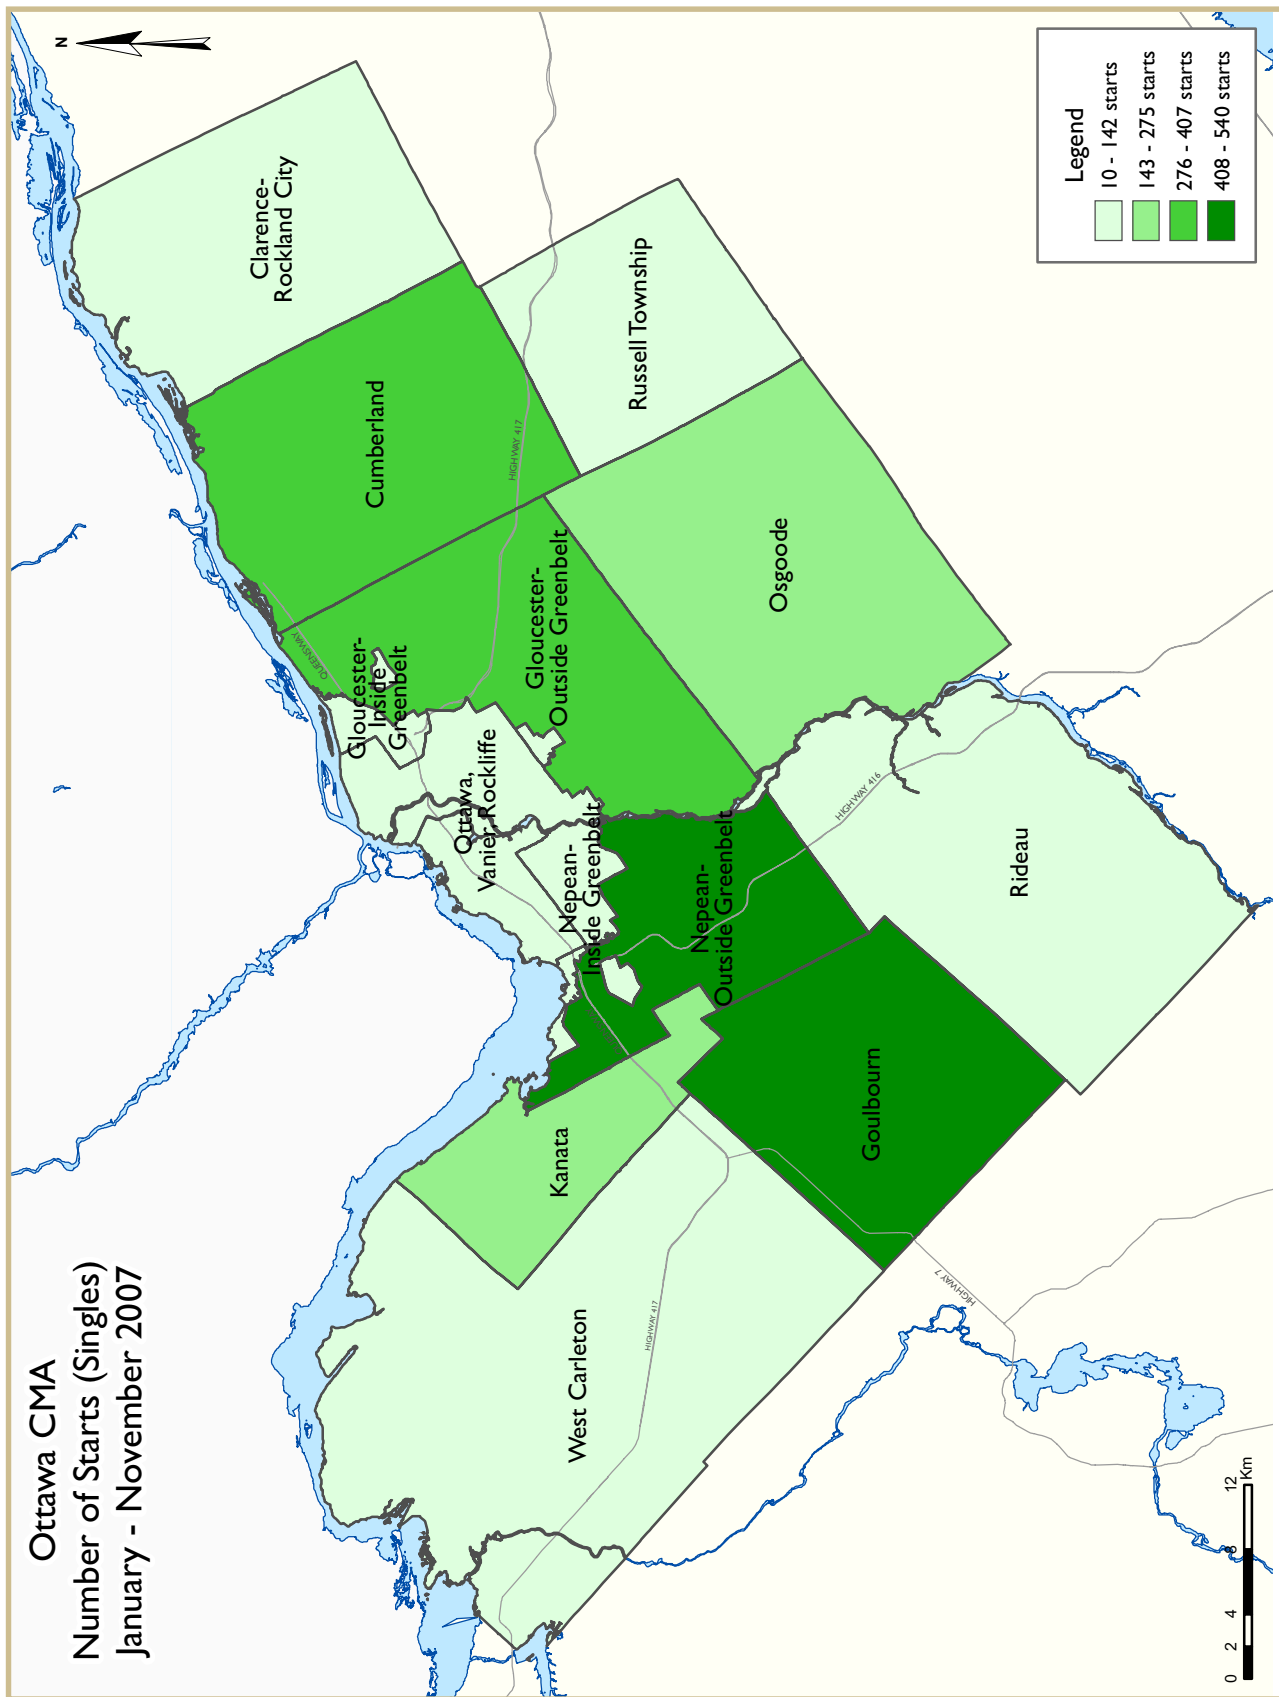 Ottawa CMA
Number of Starts (Singles)
January - November 2007
N
Clarence-
Rockland City
Cumberland
Russell Township
HIGHWAY 417
QUEENSWAY
Gloucester-
Inside
Greenbelt
Gloucester-
Outside Greenbelt
Osgoode
Ottawa,
Vanier, Rockliffe
Nepean-
Inside Greenbelt
Nepean-
Outside Greenbelt
HIGHWAY 416
Rideau
Kanata
Goulbourn
West Carleton
HIGHWAY 417
HIGHWAY 7
Legend
10 - 142 starts
143 - 275 starts
276 - 407 starts
408 - 540 starts
0 2 4 8 12
Km